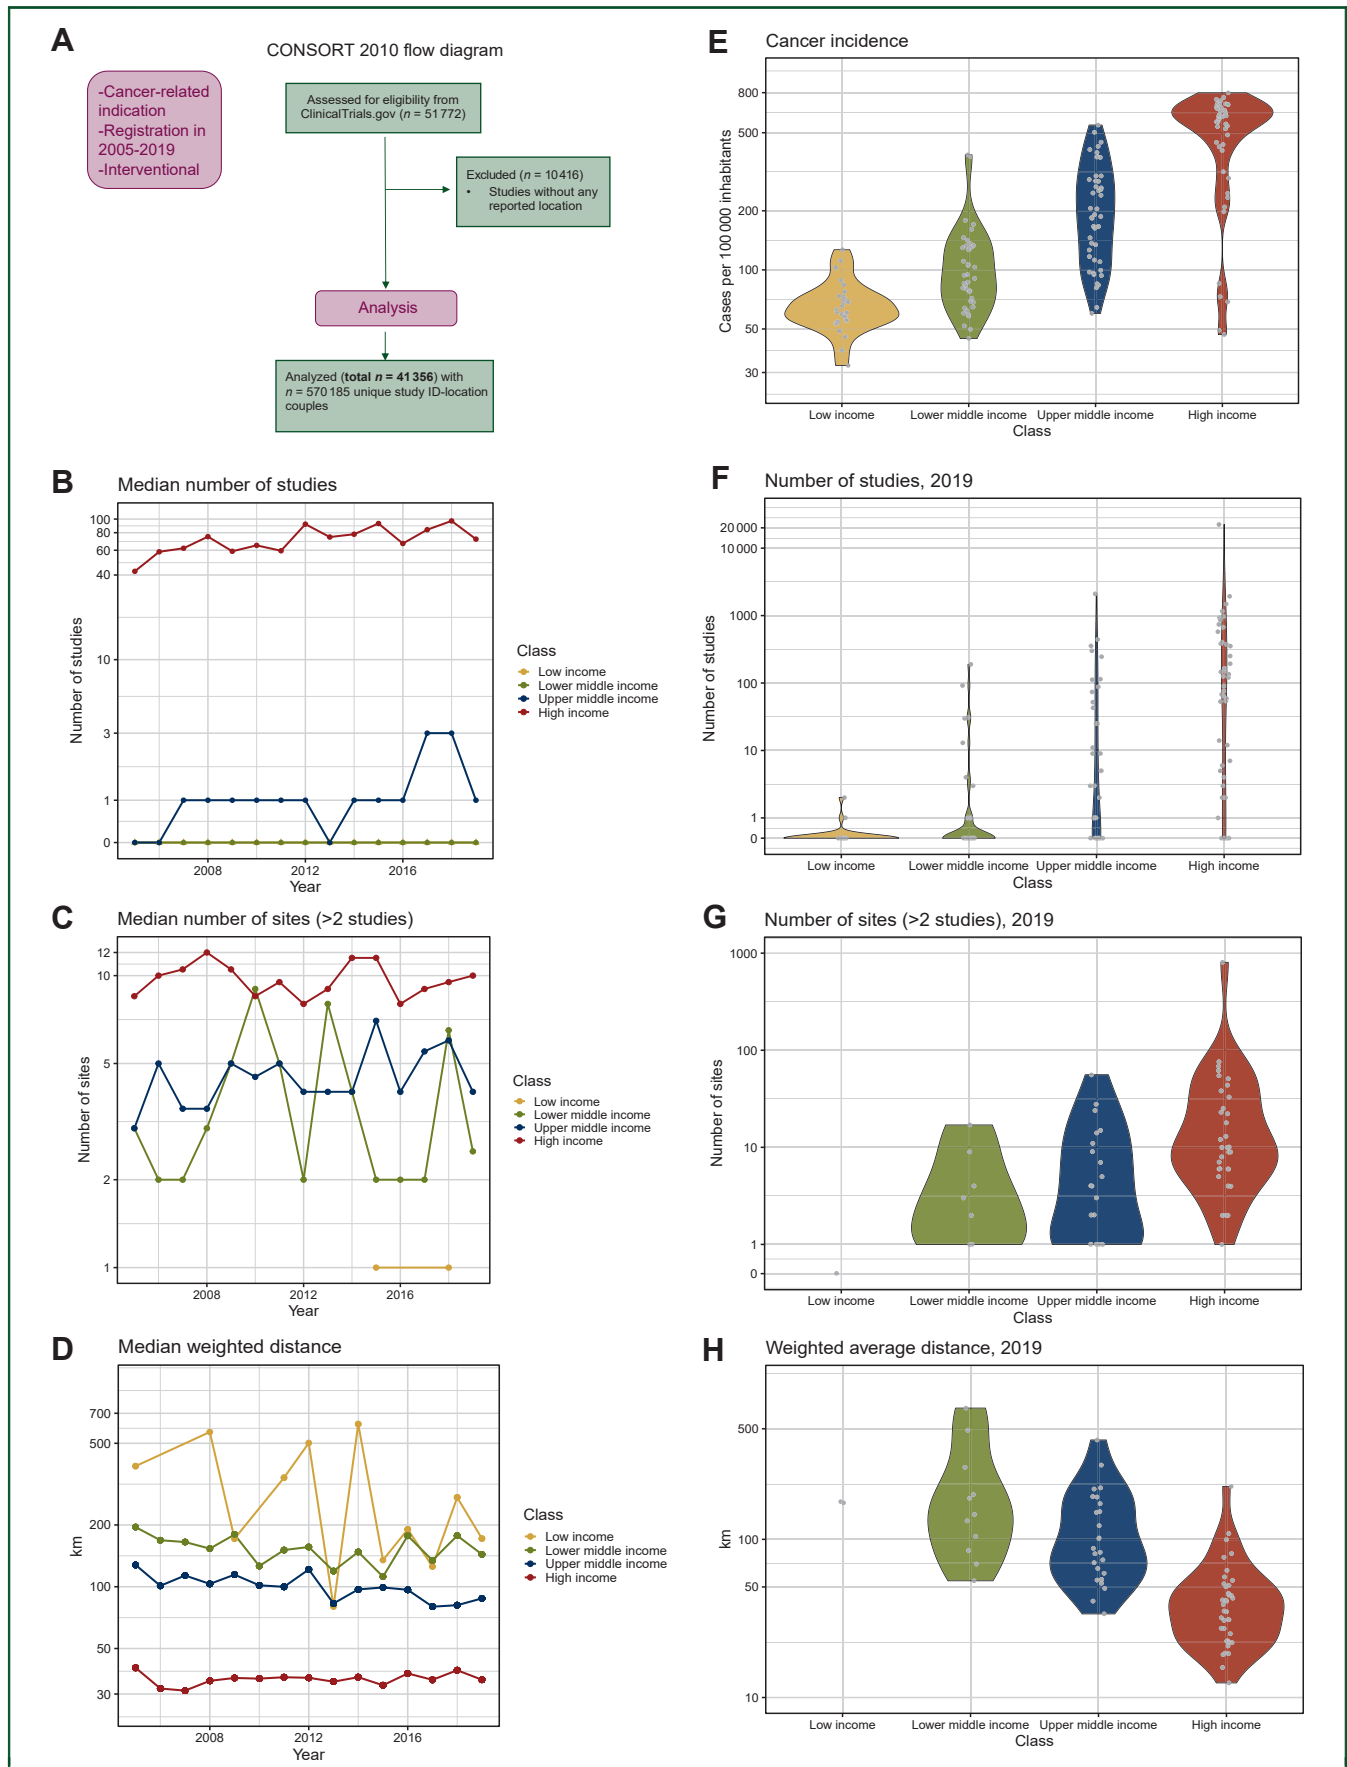 A
CONSORT 2010 flow diagram
-Cancer-related
indication
-Registration in
2005-2019
-Interventional
Assessed for eligibility from
ClinicalTrials.gov (n = 51 772)
Excluded (n = 10 416)
• Studies without any
reported location
Analysis
Analyzed (total n = 41 356) with
n = 570 185 unique study ID-location
couples
B
Median number of studies
Number of studies
100
80
60
40
10
3
1
0
2008 2012 2016
Year
Class
Low income
Lower middle income
Upper middle income
High income
C
Median number of sites (>2 studies)
Number of sites
12
10
5
2
1
2008 2012 2016
Year
Class
Low income
Lower middle income
Upper middle income
High income
D
Median weighted distance
km
700
500
200
100
50
30
2008 2012 2016
Year
Class
Low income
Lower middle income
Upper middle income
High income
E
Cancer incidence
Cases per 100 000 inhabitants
800
500
200
100
50
30
Low income Lower middle income Upper middle income High income
Class
F
Number of studies, 2019
Number of studies
20 000
10 000
1000
100
10
1
0
Low income Lower middle income Upper middle income High income
Class
G
Number of sites (>2 studies), 2019
Number of sites
1000
100
10
1
0
Low income Lower middle income Upper middle income High income
Class
H
Weighted average distance, 2019
km
500
100
50
10
Low income Lower middle income Upper middle income High income
Class